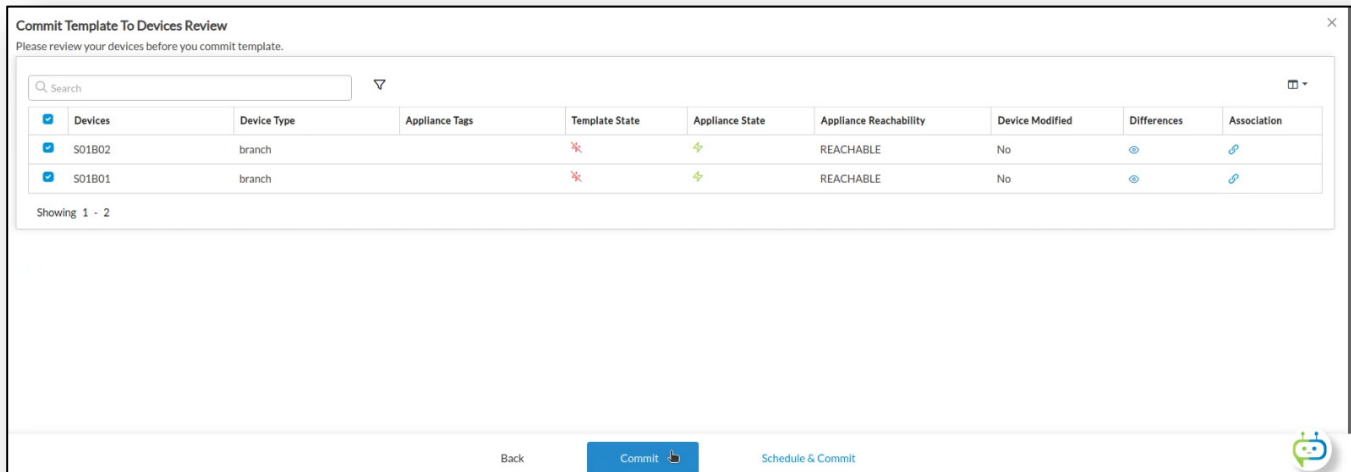 Commit Template To Devices Review
Please review your devices before you commit template.
Search
Devices Device Type Appliance Tags Template State Appliance State Appliance Reachability Device Modified Differences Association
S01B02 branch REACHABLE No
S01B01 branch REACHABLE No
Showing 1 - 2
Back Commit Schedule & Commit